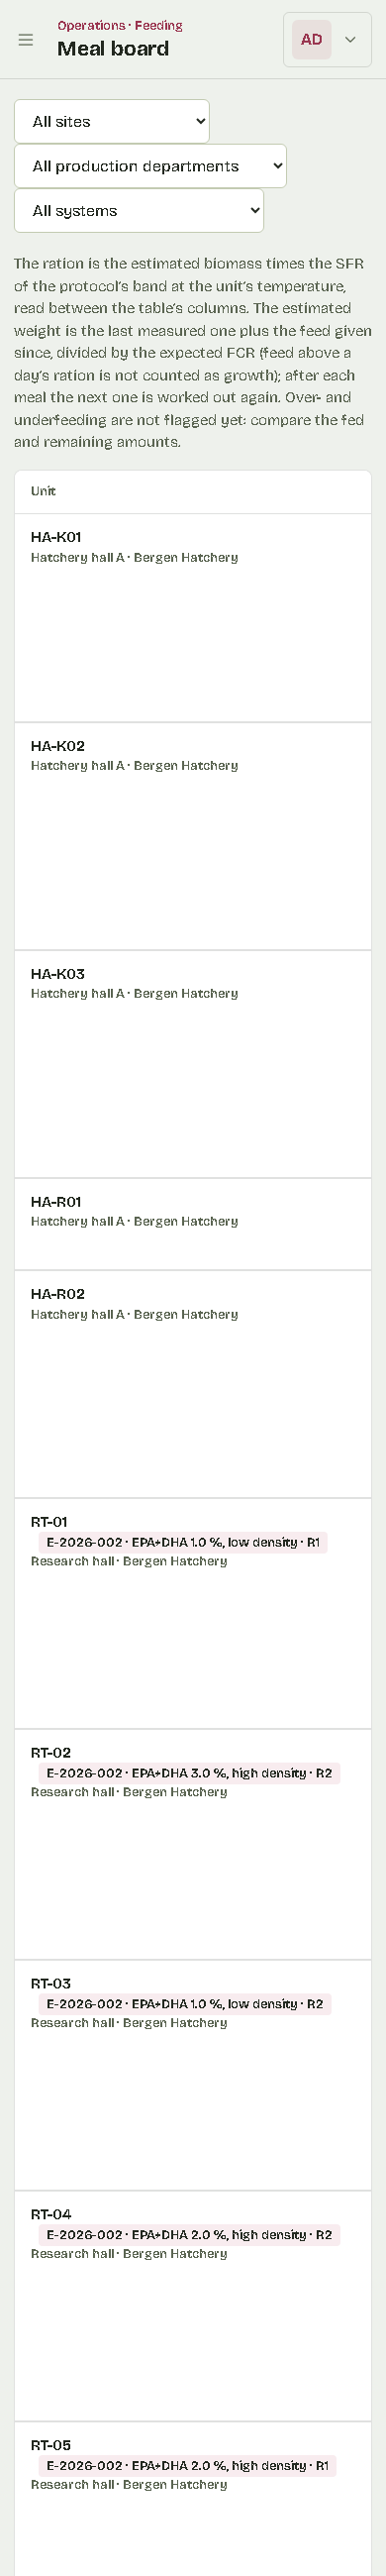 Operations · Feeding
Meal board
AD
All sites
All production departments
All systems
The ration is the estimated biomass times the SFR
of the protocol's band at the unit's temperature,
read between the table's columns. The estimated
weight is the last measured one plus the feed given
since, divided by the expected FCR (feed above a
day's ration is not counted as growth); after each
meal the next one is worked out again. Over- and
underfeeding are not flagged yet: compare the fed
and remaining amounts.
Unit
HA-K01
Hatchery hall A · Bergen Hatchery
HA-K02
Hatchery hall A · Bergen Hatchery
HA-K03
Hatchery hall A · Bergen Hatchery
HA-R01
Hatchery hall A · Bergen Hatchery
HA-R02
Hatchery hall A · Bergen Hatchery
RT-01
E-2026-002 · EPA+DHA 1.0 %, low density · R1
Research hall · Bergen Hatchery
RT-02
E-2026-002 · EPA+DHA 3.0 %, high density · R2
Research hall · Bergen Hatchery
RT-03
E-2026-002 · EPA+DHA 1.0 %, low density · R2
Research hall · Bergen Hatchery
RT-04
E-2026-002 · EPA+DHA 2.0 %, high density · R2
Research hall · Bergen Hatchery
RT-05
E-2026-002 · EPA+DHA 2.0 %, high density · R1
Research hall · Bergen Hatchery